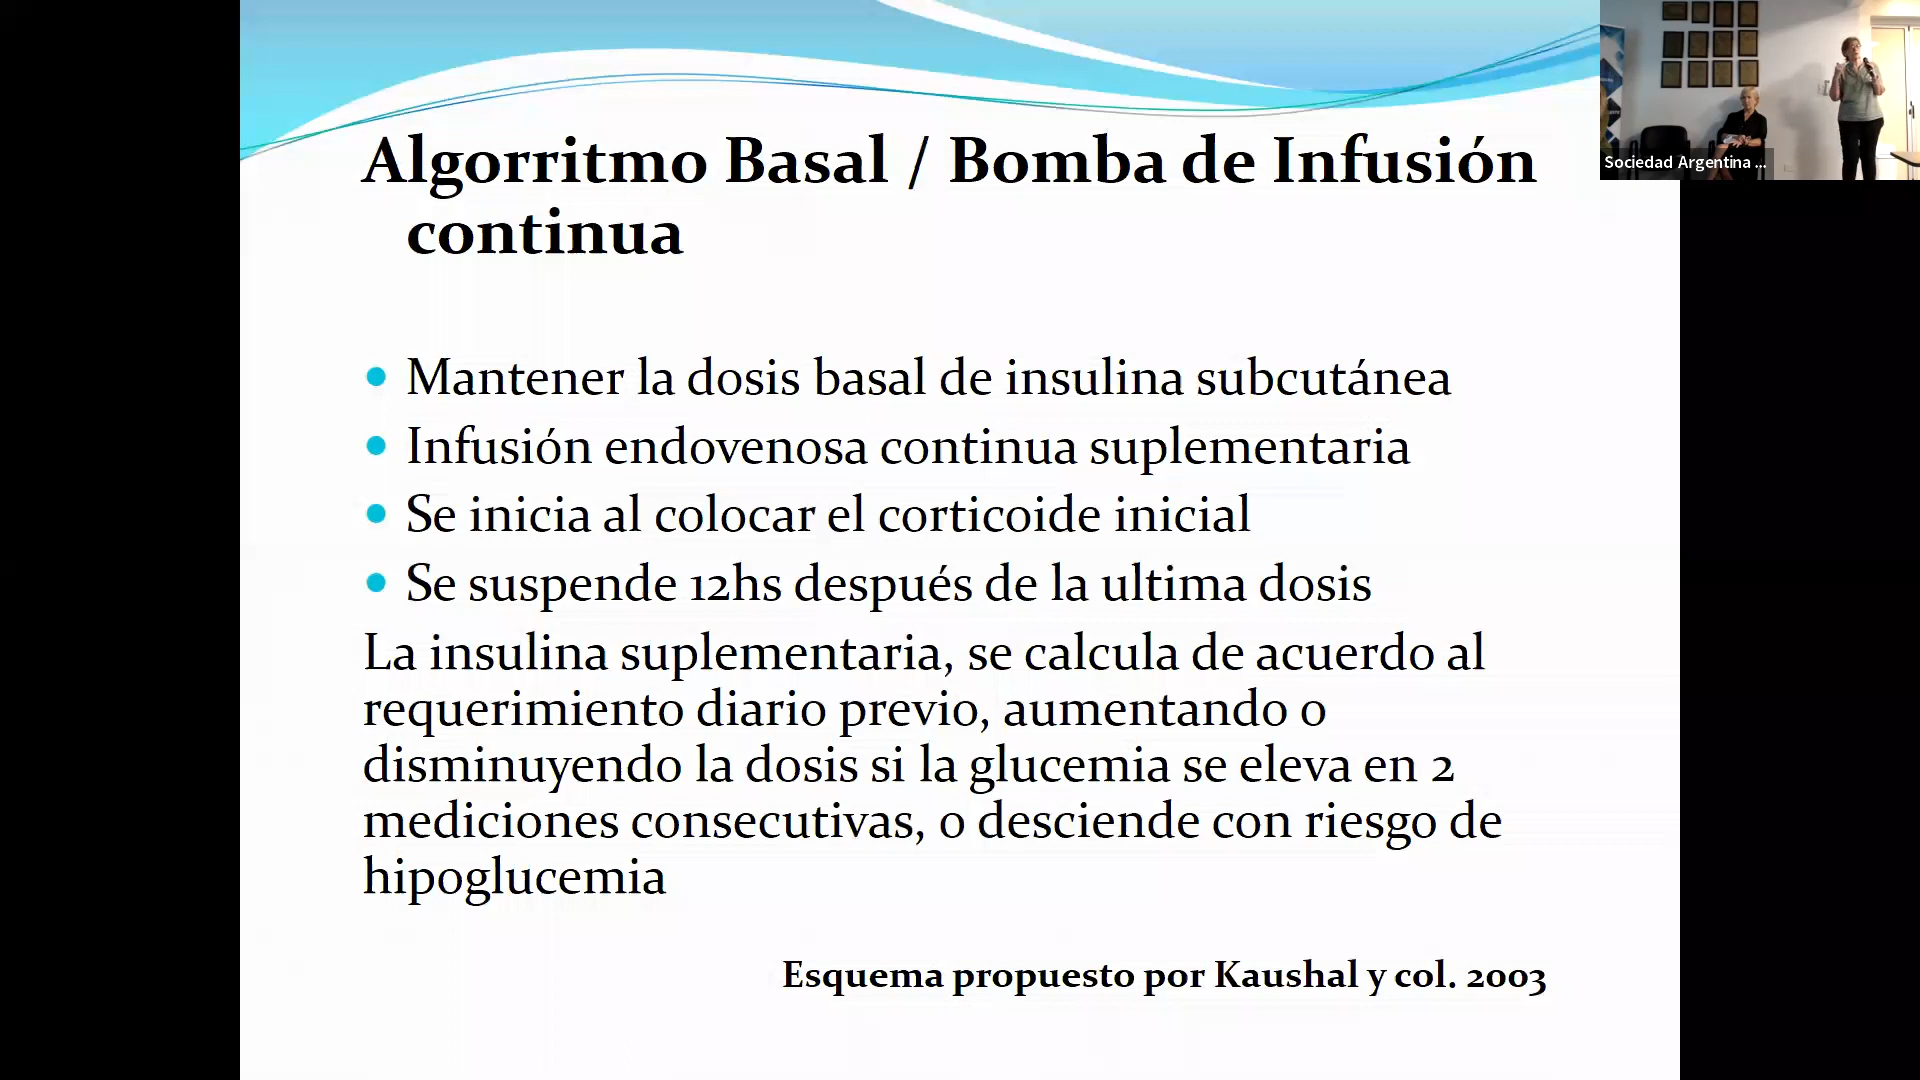 Algorritmo Basal / Bomba de Infusión
continua
• Mantener la dosis basal de insulina subcutánea
• Infusión endovenosa continua suplementaria
• Se inicia al colocar el corticoide inicial
• Se suspende 12hs después de la ultima dosis
La insulina suplementaria, se calcula de acuerdo al
requerimiento diario previo, aumentando o
disminuyendo la dosis si la glucemia se eleva en 2
mediciones consecutivas, o desciende con riesgo de
hipoglucemia
Esquema propuesto por Kaushal y col. 2003
Sociedad Argentina ...